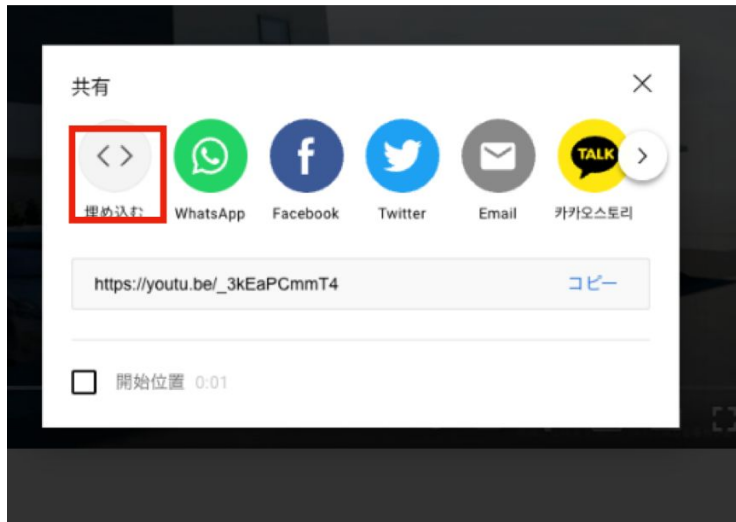 共有
埋め込む
WhatsApp
Facebook
Twitter
Email
TALK
카카오스토리
https://youtu.be/_3kEaPCmmT4
コピー
開始位置 0:01